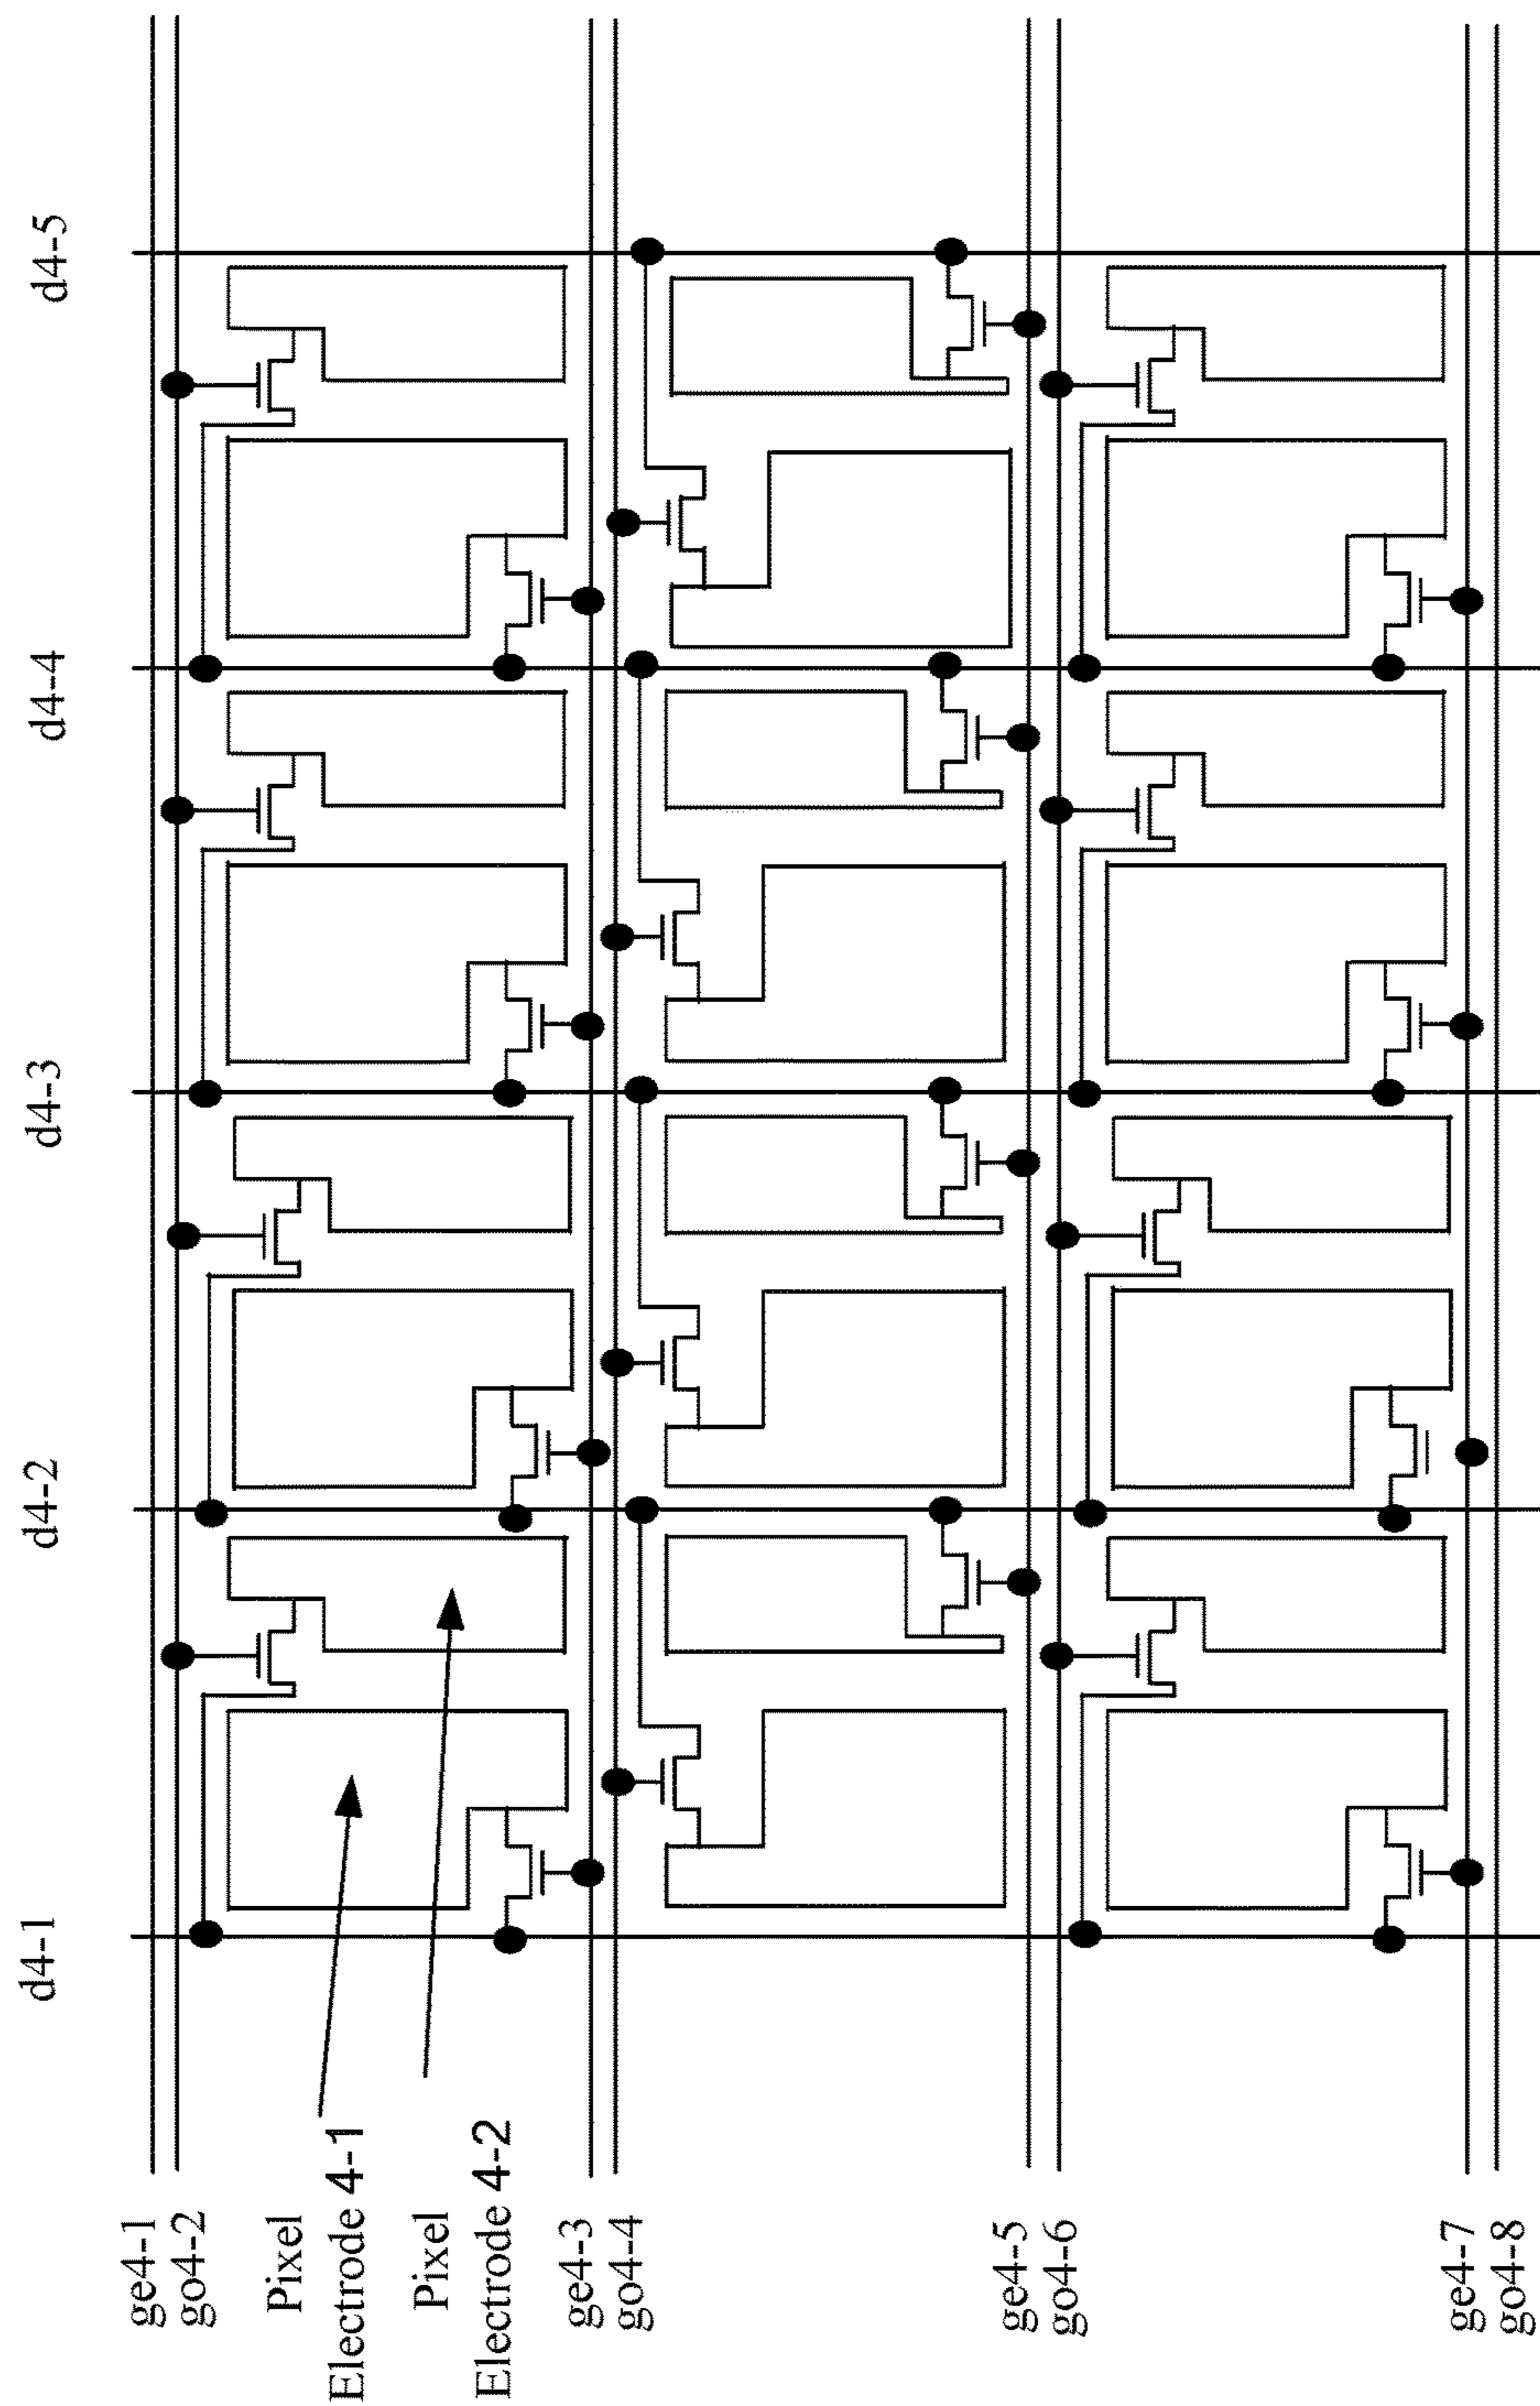 d4-1
d4-2
d4-3
d4-4
d4-5
ge4-1
go4-2
Pixel
Electrode 4-1
Pixel
Electrode 4-2
ge4-3
go4-4
ge4-5
go4-6
ge4-7
go4-8